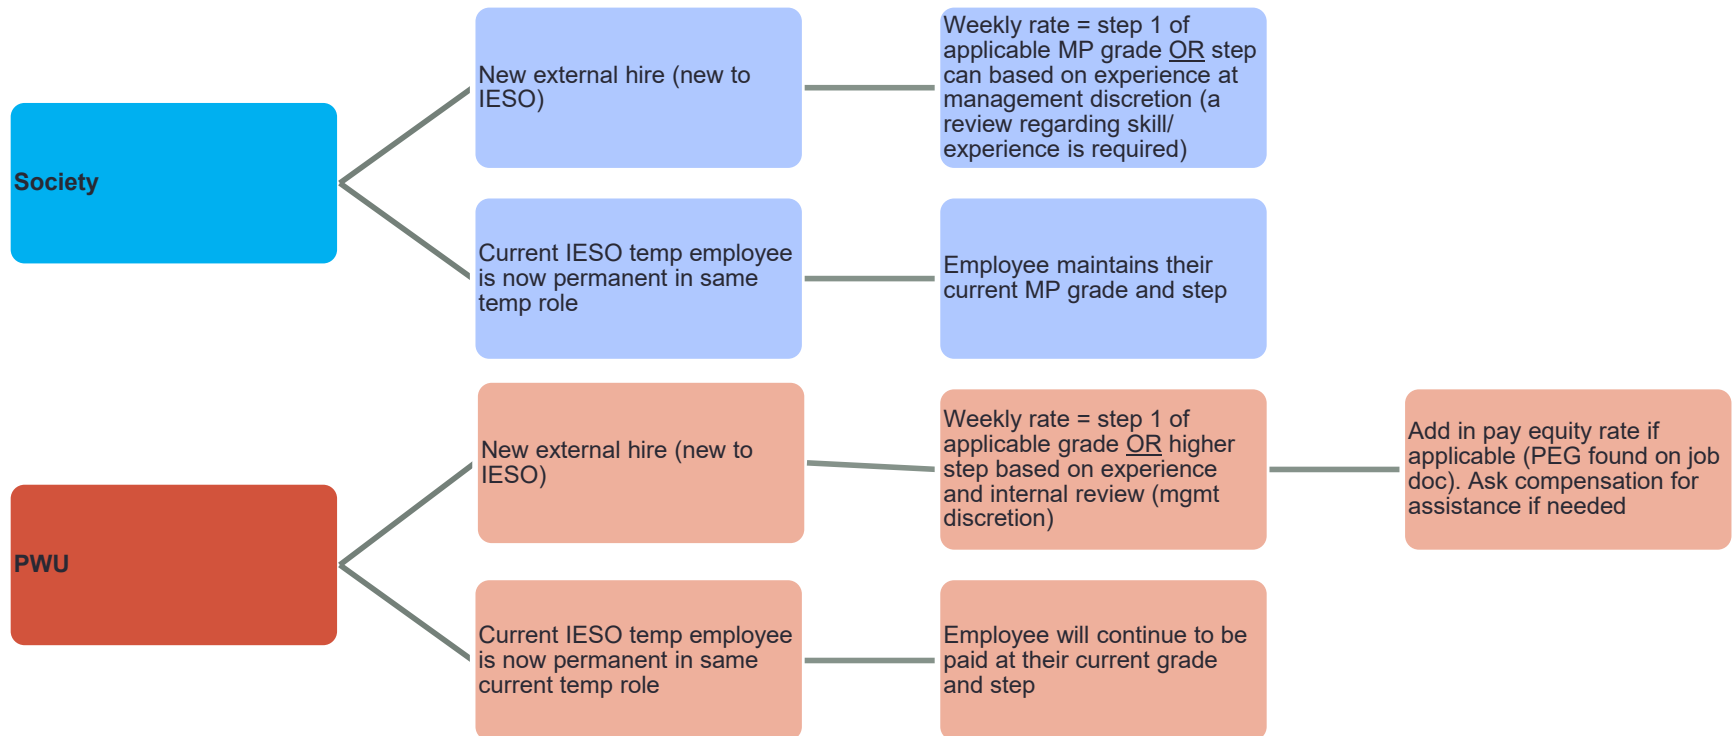 Society
New external hire (new to
IESO)
Weekly rate = step 1 of
applicable MP grade OR step
can based on experience at
management discretion (a
review regarding skill/
experience is required)
Current IESO temp employee
is now permanent in same
temp role
Employee maintains their
current MP grade and step
PWU
New external hire (new to
IESO)
Weekly rate = step 1 of
applicable grade OR higher
step based on experience
and internal review (mgmt
discretion)
Add in pay equity rate if
applicable (PEG found on job
doc). Ask compensation for
assistance if needed
Current IESO temp employee
is now permanent in same
current temp role
Employee will continue to be
paid at their current grade
and step